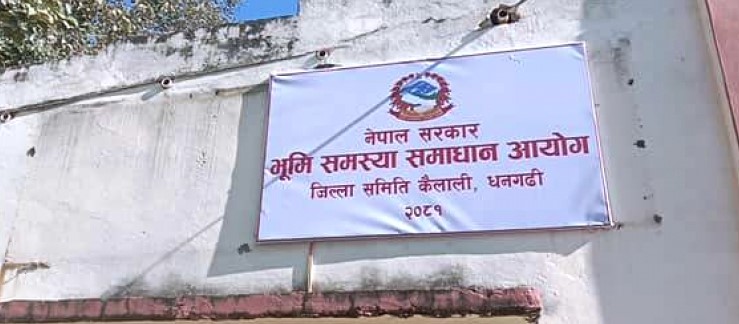 नेपाल सरकार
भूमि समस्या समाधान आयोग
जिल्ला समिति कैलाली, धनगढी
२०८१